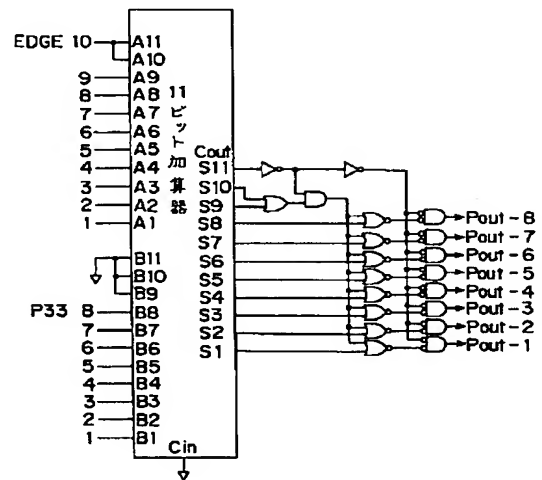 EDGE 10 A11
A10
9 A9
8 A8
7 A7
6 A6
5 A5
4 A4
3 A3
2 A2
1 A1
B11
B10
B9
P33 8 B8
7 B7
6 B6
5 B5
4 B4
3 B3
2 B2
1 B1
11ビット加算器
Cout
S11
S10
S9
S8
S7
S6
S5
S4
S3
S2
S1
Cin
Pout-8
Pout-7
Pout-6
Pout-5
Pout-4
Pout-3
Pout-2
Pout-1